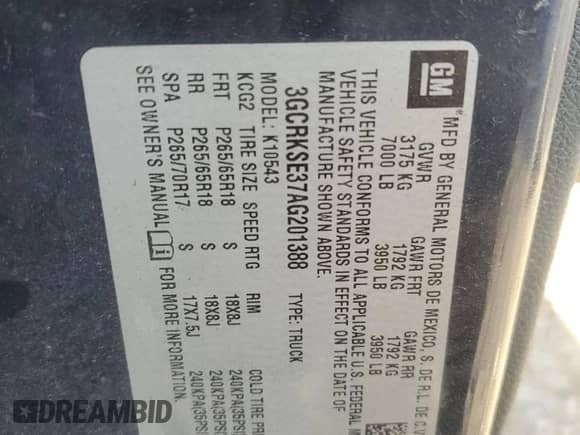 GM
MFD BY GENERAL MOTORS DE MEXICO, S. DE R.L. DE C.V
GVWR GAWR FRT GAWR RR
3175 KG 1792 KG 1792 KG
7000 LB 3950 LB 3950 LB
THIS VEHICLE CONFORMS TO ALL APPLICABLE U.S. FEDERAL
VEHICLE SAFETY STANDARDS IN EFFECT ON THE DATE OF
MANUFACTURE SHOWN ABOVE.
3GCRKSE37AG201388 TYPE: TRUCK
MODEL: K10543
KCG2 TIRE SIZE SPEED RTG RIM COLD TIRE
FRT P265/65R18 S 18X8J 240KPA(35PSI)
RR P265/65R18 S 18X8J 240KPA(35PSI)
SPA P265/70R17 S 17X7.5J 240KPA(35PSI)
SEE OWNER'S MANUAL i FOR MORE INFORMATION.
DREAMBID